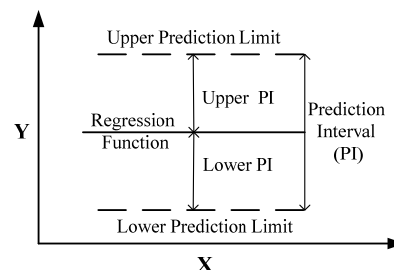 Upper Prediction Limit
Upper PI
Prediction
Interval
(PI)
Regression
Function
Y
Lower PI
Lower Prediction Limit
X